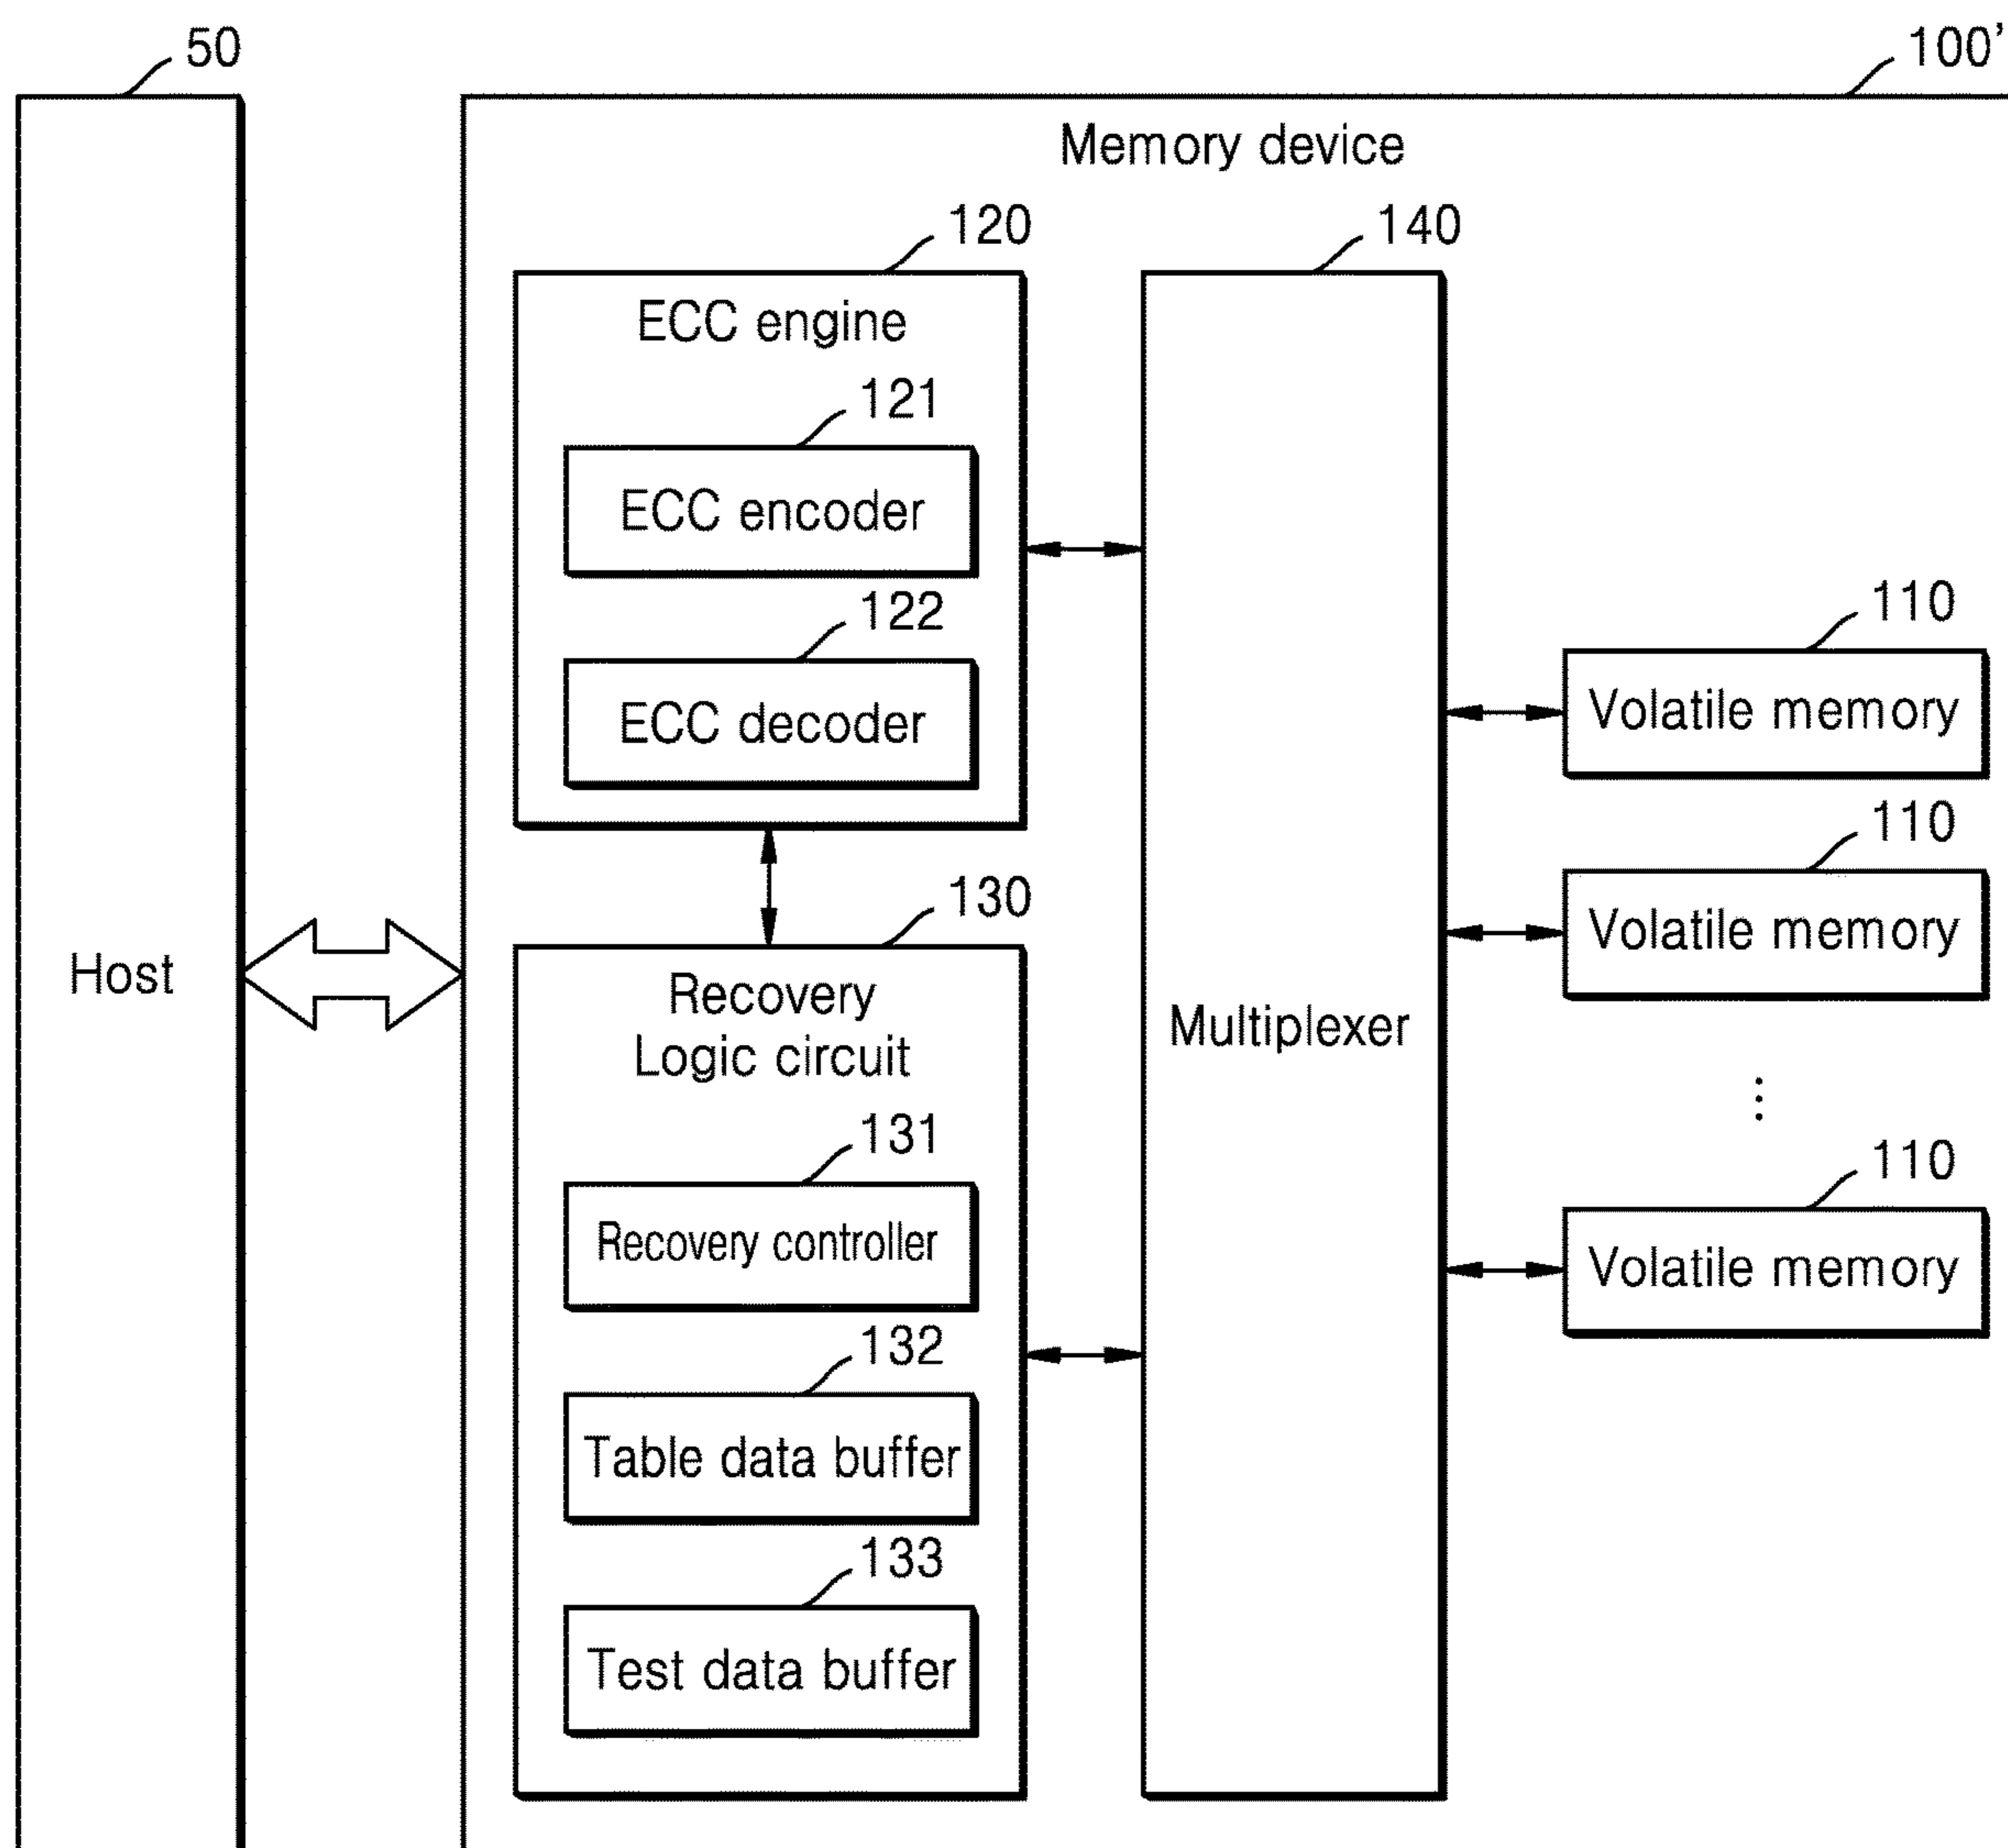 50
100'
Memory device
120
140
ECC engine
121
ECC encoder
122
ECC decoder
110
Volatile memory
110
Volatile memory
130
Host
Recovery
Logic circuit
Multiplexer
131
Recovery controller
110
Volatile memory
132
Table data buffer
133
Test data buffer